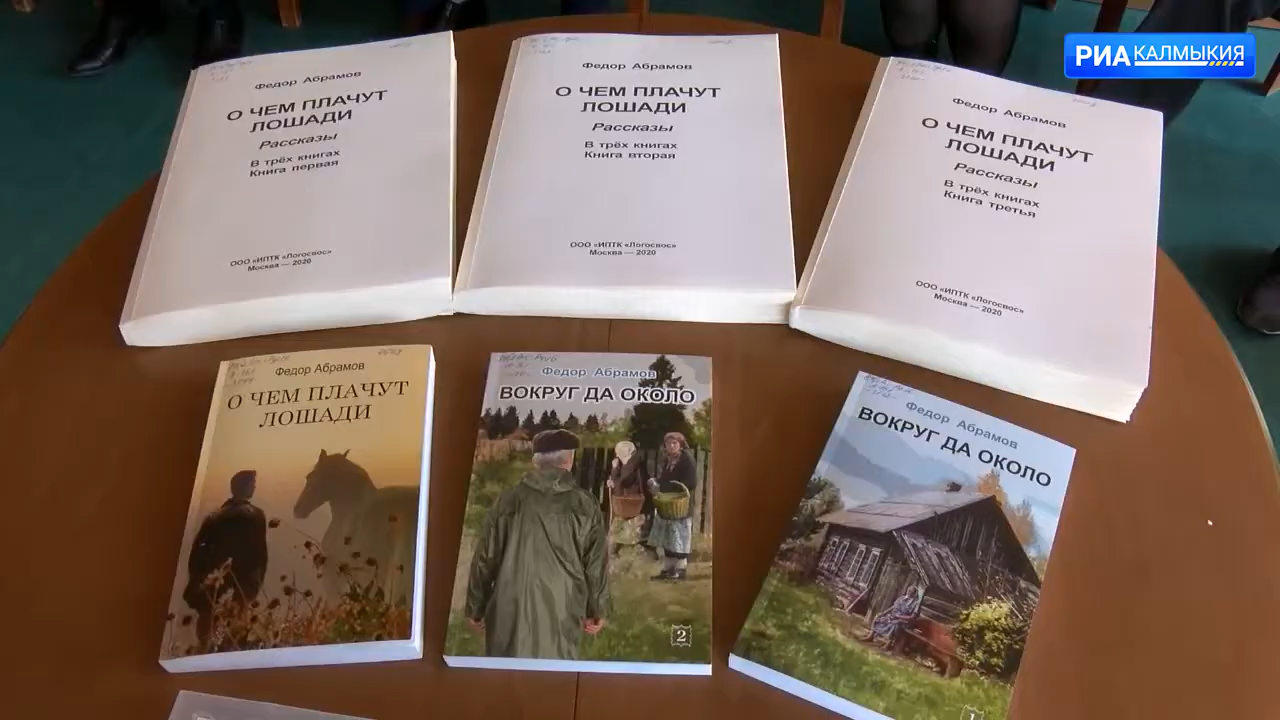 РИА КАЛМЫКИЯ
Федор Абрамов
О ЧЕМ ПЛАЧУТ
ЛОШАДИ
Рассказы
В трёх книгах
Книга первая
ООО «ИПТК «Логосвос»
Москва — 2020
Федор Абрамов
О ЧЕМ ПЛАЧУТ
ЛОШАДИ
Рассказы
В трёх книгах
Книга вторая
ООО «ИПТК «Логосвос»
Москва — 2020
Федор Абрамов
О ЧЕМ ПЛАЧУТ
ЛОШАДИ
Рассказы
В трёх книгах
Книга третья
ООО «ИПТК «Логосвос»
Москва — 2020
Федор Абрамов
О ЧЕМ ПЛАЧУТ
ЛОШАДИ
Федор Абрамов
ВОКРУГ ДА ОКОЛО
2
Федор Абрамов
ВОКРУГ ДА ОКОЛО
1